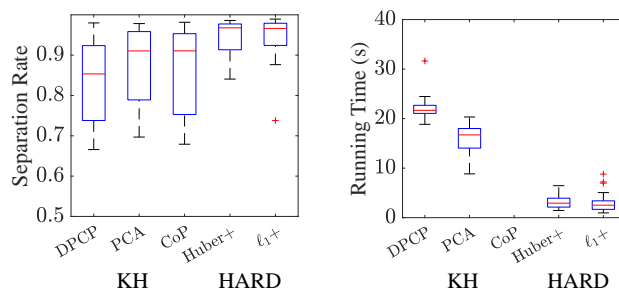 Separation Rate
0.9
0.8
0.7
0.6
0.5
DPCP
PCA
CoP
Huber+
ℓ₁+
KH
HARD
Running Time (s)
40
30
20
10
0
DPCP
PCA
CoP
Huber+
ℓ₁+
KH
HARD